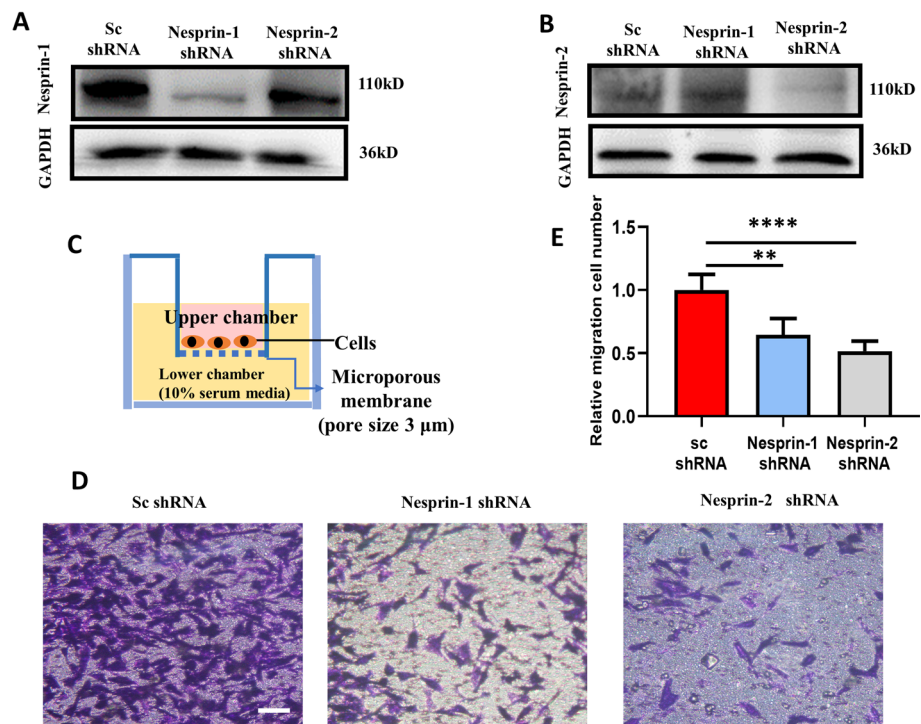 A
Sc
shRNA
Nesprin-1
shRNA
Nesprin-2
shRNA
Nesprin-1
110kD
GAPDH
36kD
B
Sc
shRNA
Nesprin-1
shRNA
Nesprin-2
shRNA
Nesprin-2
110kD
GAPDH
36kD
C
Upper chamber
Cells
Lower chamber
(10% serum media)
Microporous
membrane
(pore size 3 μm)
E
Relative migration cell number
1.5
1.0
0.5
0.0
****
**
sc
shRNA
Nesprin-1
shRNA
Nesprin-2
shRNA
D
Sc shRNA
Nesprin-1 shRNA
Nesprin-2 shRNA